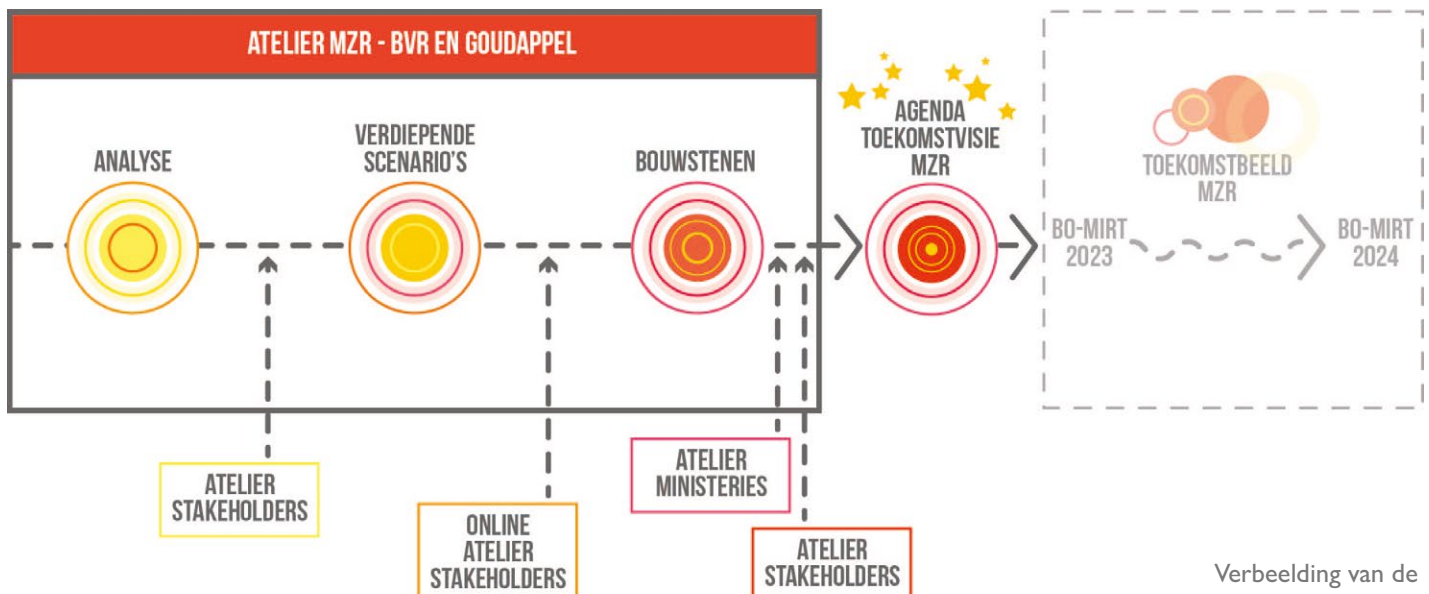 ATELIER MZR - BVR EN GOUDAPPEL
ANALYSE
VERDIEPENDE
SCENARIO'S
BOUWSTENEN
AGENDA
TOEKOMSTVISIE
MZR
TOEKOMSTBEELD
MZR
BO-MIRT
2023
BO-MIRT
2024
ATELIER
STAKEHOLDERS
ONLINE
ATELIER
STAKEHOLDERS
ATELIER
MINISTERIES
ATELIER
STAKEHOLDERS
Verbeelding van de